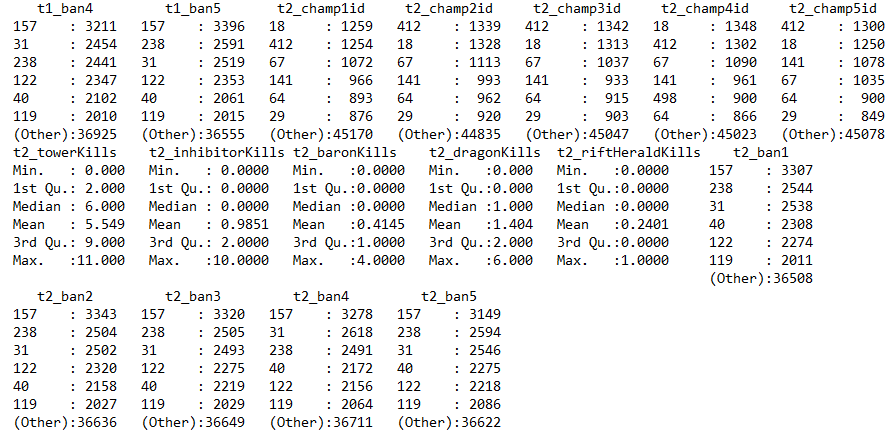 t1_ban4         t1_ban5       t2_champ1id     t2_champ2id     t2_champ3id     t2_champ4id     t2_champ5id
157    : 3211   157    : 3396   18     : 1259   412    : 1339   412    : 1342   18     : 1348   412    : 1300
31     : 2454   238    : 2591   412    : 1254   18     : 1328   18     : 1313   412    : 1302   18     : 1250
238    : 2441   31     : 2519   67     : 1072   67     : 1113   67     : 1037   67     : 1090   141    : 1078
122    : 2347   122    : 2353   141    :  966   141    :  993   141    :  933   141    :  961   67     : 1035
40     : 2102   40     : 2061   64     :  893   64     :  962   64     :  915   498    :  900   64     :  900
119    : 2010   119    : 2015   29     :  876   29     :  920   29     :  903   64     :  866   29     :  849
(Other):36925   (Other):36555   (Other):45170   (Other):44835   (Other):45047   (Other):45023   (Other):45078
t2_towerKills    t2_inhibitorKills t2_baronKills    t2_dragonKills  t2_riftHeraldKills    t2_ban1
Min.   : 0.000   Min.   : 0.0000   Min.   :0.0000   Min.   :0.000   Min.   :0.0000     157    : 3307
1st Qu.: 2.000   1st Qu.: 0.0000   1st Qu.:0.0000   1st Qu.:0.000   1st Qu.:0.0000     238    : 2544
Median : 6.000   Median : 0.0000   Median :0.0000   Median :1.000   Median :0.0000     31     : 2538
Mean   : 5.549   Mean   : 0.9851   Mean   :0.4145   Mean   :1.404   Mean   :0.2401     40     : 2308
3rd Qu.: 9.000   3rd Qu.: 2.0000   3rd Qu.:1.0000   3rd Qu.:2.000   3rd Qu.:0.0000     122    : 2274
Max.   :11.000   Max.   :10.0000   Max.   :4.0000   Max.   :6.000   Max.   :1.0000     119    : 2011
(Other):36508
   t2_ban2         t2_ban3         t2_ban4         t2_ban5
157    : 3343   157    : 3320   157    : 3278   157    : 3149
238    : 2504   238    : 2505   31     : 2618   238    : 2594
31     : 2502   31     : 2493   238    : 2491   31     : 2546
122    : 2320   122    : 2275   40     : 2172   40     : 2275
40     : 2158   40     : 2219   122    : 2156   122    : 2218
119    : 2027   119    : 2029   119    : 2064   119    : 2086
(Other):36636   (Other):36649   (Other):36711   (Other):36622